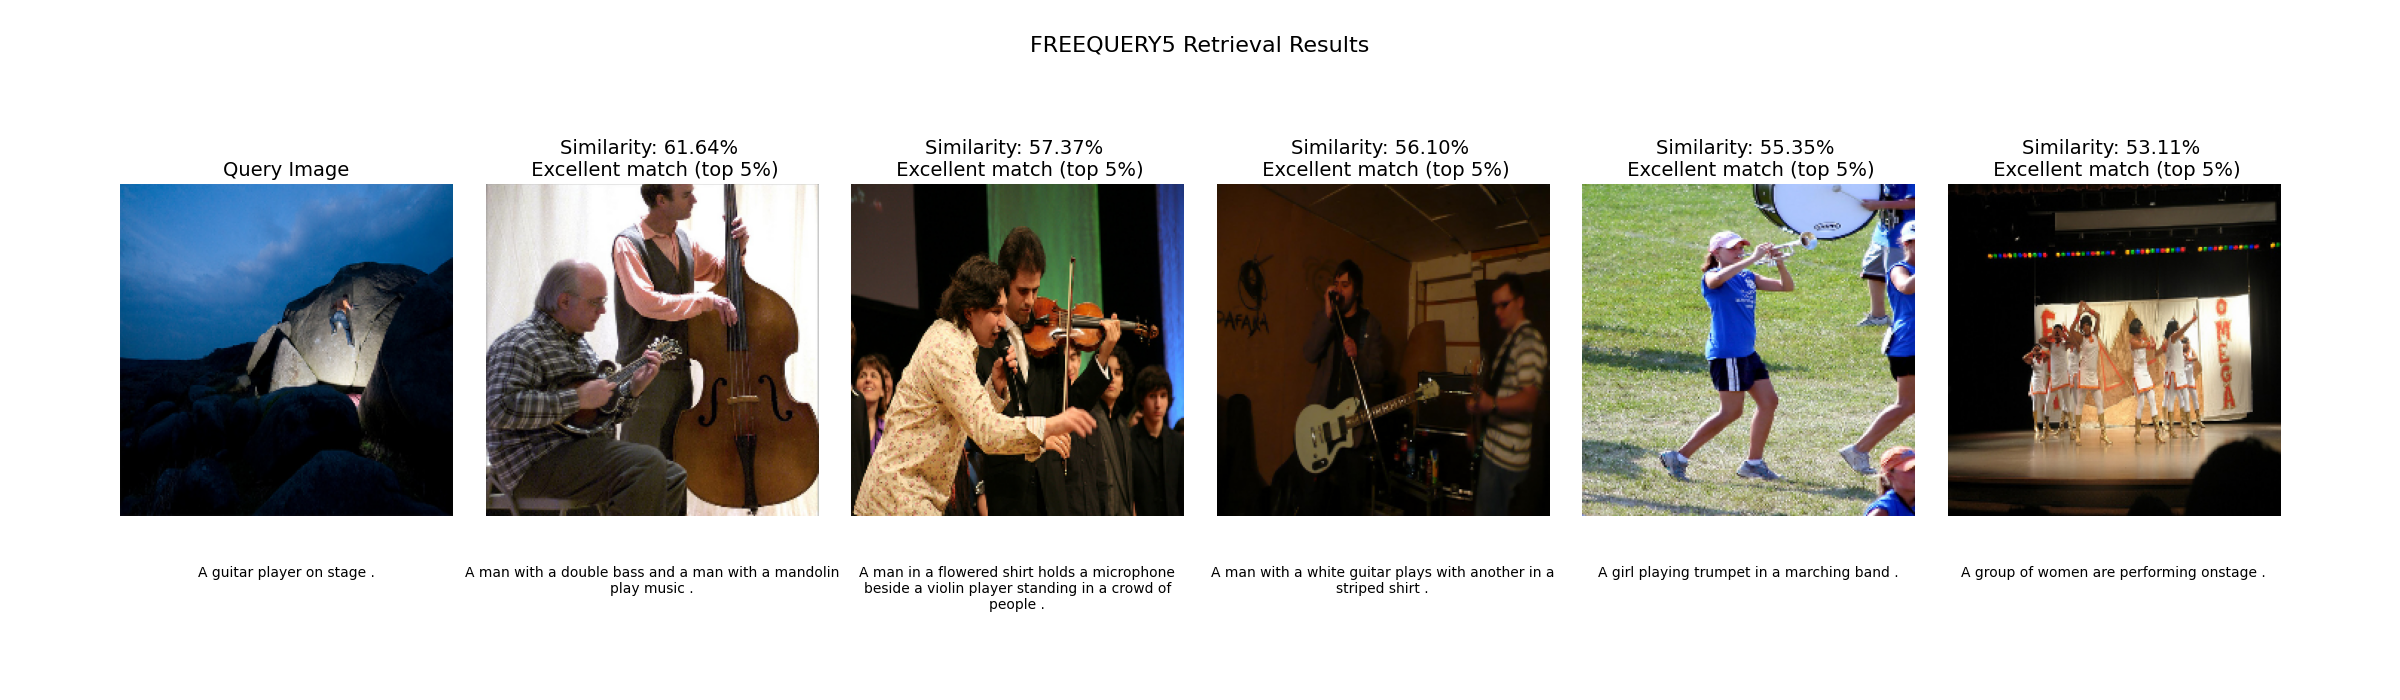 FREEQUERY5 Retrieval Results
Query Image
Similarity: 61.64%
Excellent match (top 5%)
Similarity: 57.37%
Excellent match (top 5%)
Similarity: 56.10%
Excellent match (top 5%)
Similarity: 55.35%
Excellent match (top 5%)
Similarity: 53.11%
Excellent match (top 5%)
OMEGA
A guitar player on stage .
A man with a double bass and a man with a mandolin
play music .
A man in a flowered shirt holds a microphone
beside a violin player standing in a crowd of
people .
A man with a white guitar plays with another in a
striped shirt .
A girl playing trumpet in a marching band .
A group of women are performing onstage .